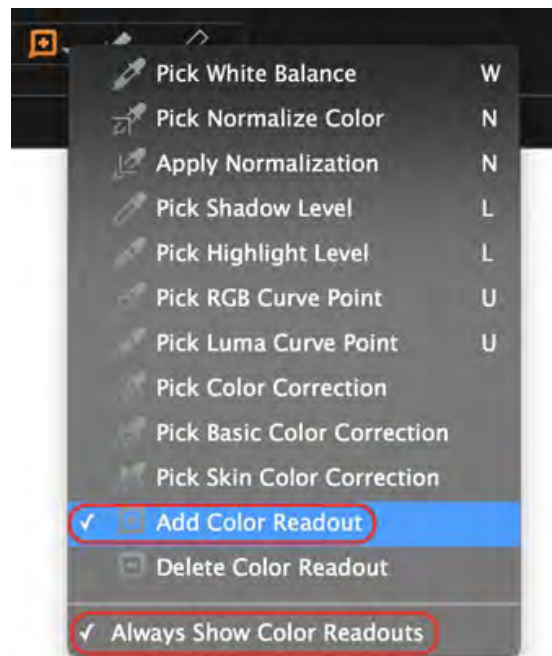 Pick White Balance W
Pick Normalize Color N
Apply Normalization N
Pick Shadow Level L
Pick Highlight Level L
Pick RGB Curve Point U
Pick Luma Curve Point U
Pick Color Correction
Pick Basic Color Correction
Pick Skin Color Correction
✓ Add Color Readout
Delete Color Readout
✓ Always Show Color Readouts